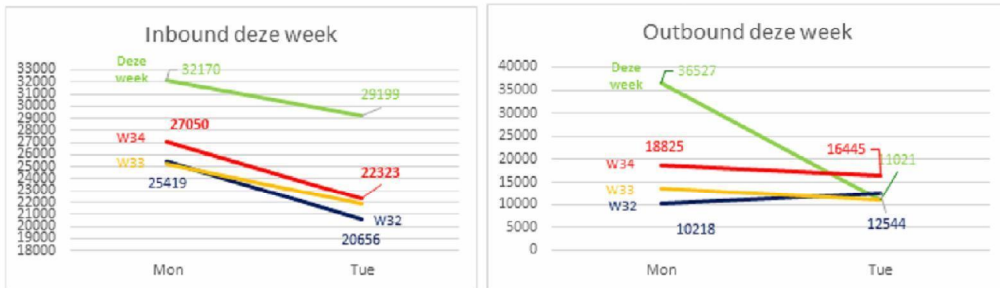 Inbound deze week
33000
32000
31000
30000
29000
28000
27000
26000
25000
24000
23000
22000
21000
20000
19000
18000
Deze
week
32170
29199
W34
27050
22323
W33
25419
W32
20656
Mon
Tue
Outbound deze week
40000
35000
30000
25000
20000
15000
10000
5000
0
Deze
week
36527
W34
18825
16445
11021
W33
W32
10218
12544
Mon
Tue